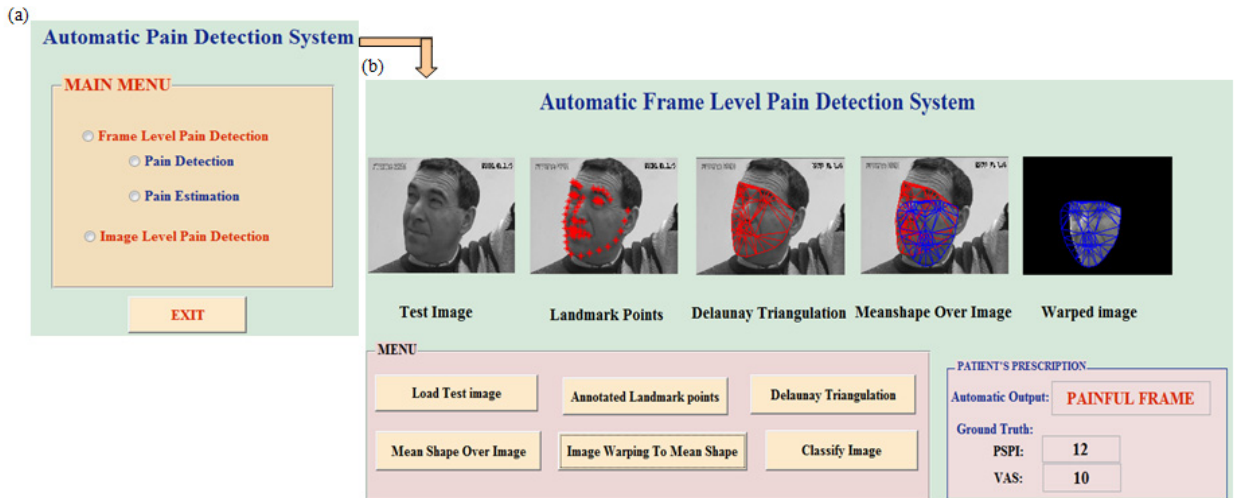 (a)
Automatic Pain Detection System
MAIN MENU
Frame Level Pain Detection
Pain Detection
Pain Estimation
Image Level Pain Detection
EXIT
(b)
Automatic Frame Level Pain Detection System
Test Image
Landmark Points
Delaunay Triangulation
Meanshape Over Image
Warped image
MENU
Load Test image
Annotated Landmark points
Delaunay Triangulation
Mean Shape Over Image
Image Warping To Mean Shape
Classify Image
PATIENT'S PRESCRIPTION
Automatic Output: PAINFUL FRAME
Ground Truth:
PSPI: 12
VAS: 10